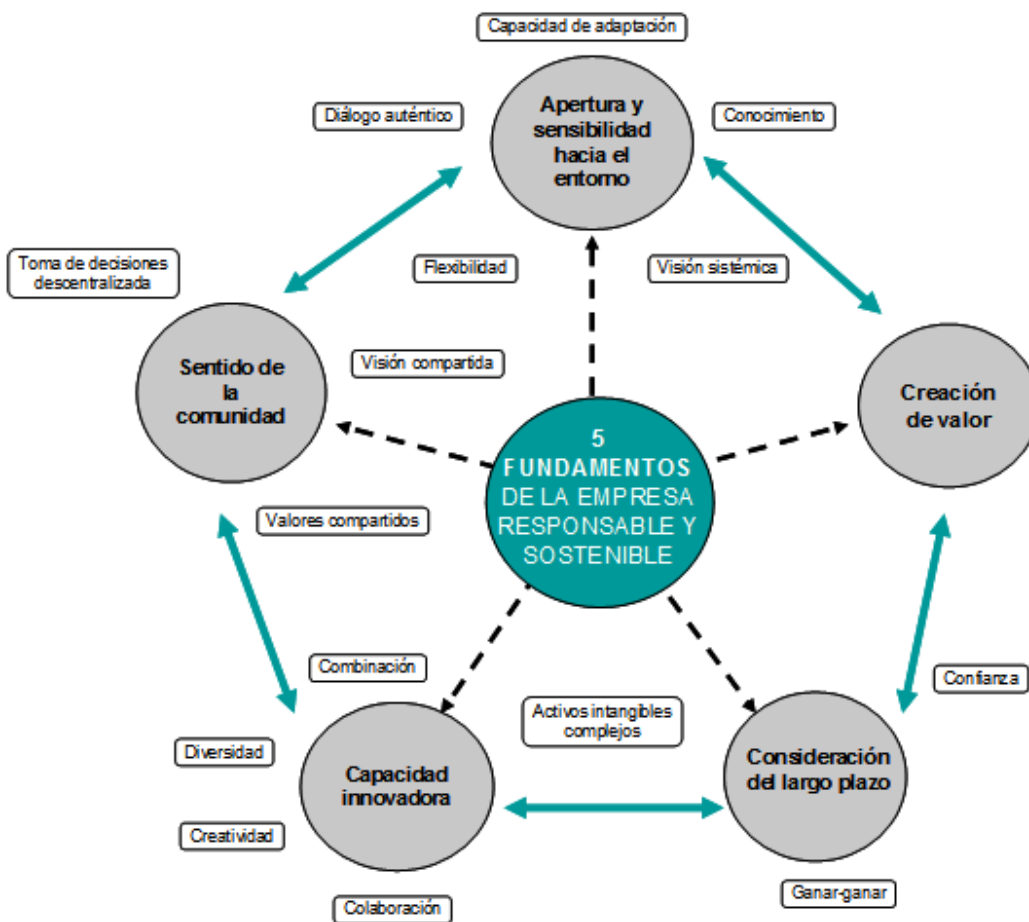 Capacidad de adaptación
Diálogo auténtico
Apertura y
sensibilidad
hacia el
entorno
Conocimiento
Toma de decisiones
descentralizada
Flexibilidad
Visión sistémica
Sentido de
la
comunidad
Visión compartida
Creación
de valor
5
FUNDAMENTOS
DE LA EMPRESA
RESPONSABLE Y
SOSTENIBLE
Valores compartidos
Combinación
Activos intangibles
complejos
Confianza
Diversidad
Capacidad
innovadora
Consideración
del largo plazo
Creatividad
Colaboración
Ganar-ganar